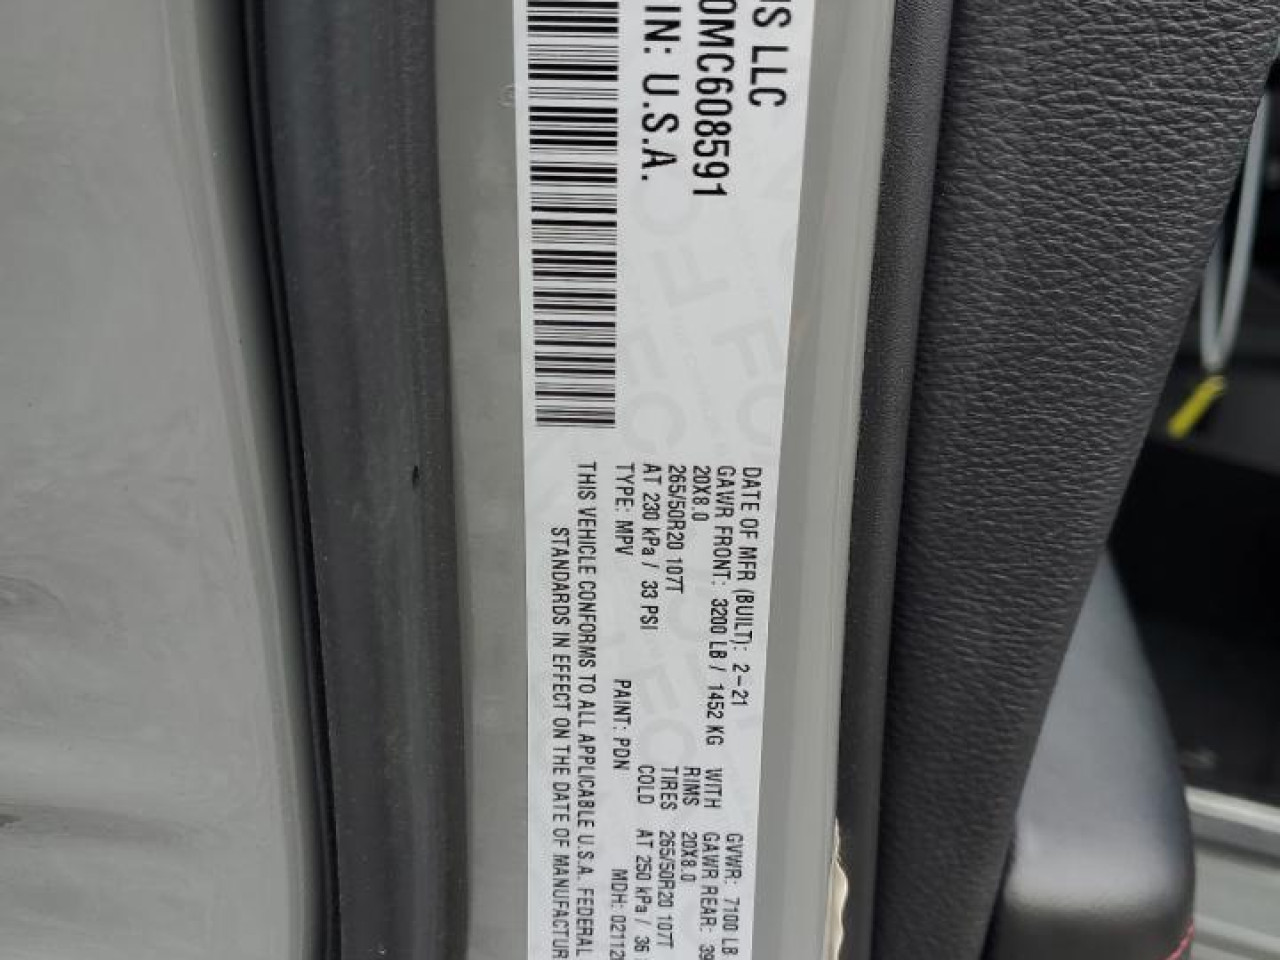 US LLC
0MC608591
IN: U.S.A.
DATE OF MFR (BUILT): 2-21 GVWR: 7100 LB
GAWR FRONT: 3200 LB / 1452 KG WITH GAWR REAR: 39
20X8.0 RIMS 20X8.0
265/50R20 107T TIRES 265/50R20 107T
AT 230 kPa / 33 PSI COLD AT 250 kPa / 36
TYPE: MPV PAINT: PDN MDH: 02112
THIS VEHICLE CONFORMS TO ALL APPLICABLE U.S.A. FEDERAL
STANDARDS IN EFFECT ON THE DATE OF MANUFACTUR